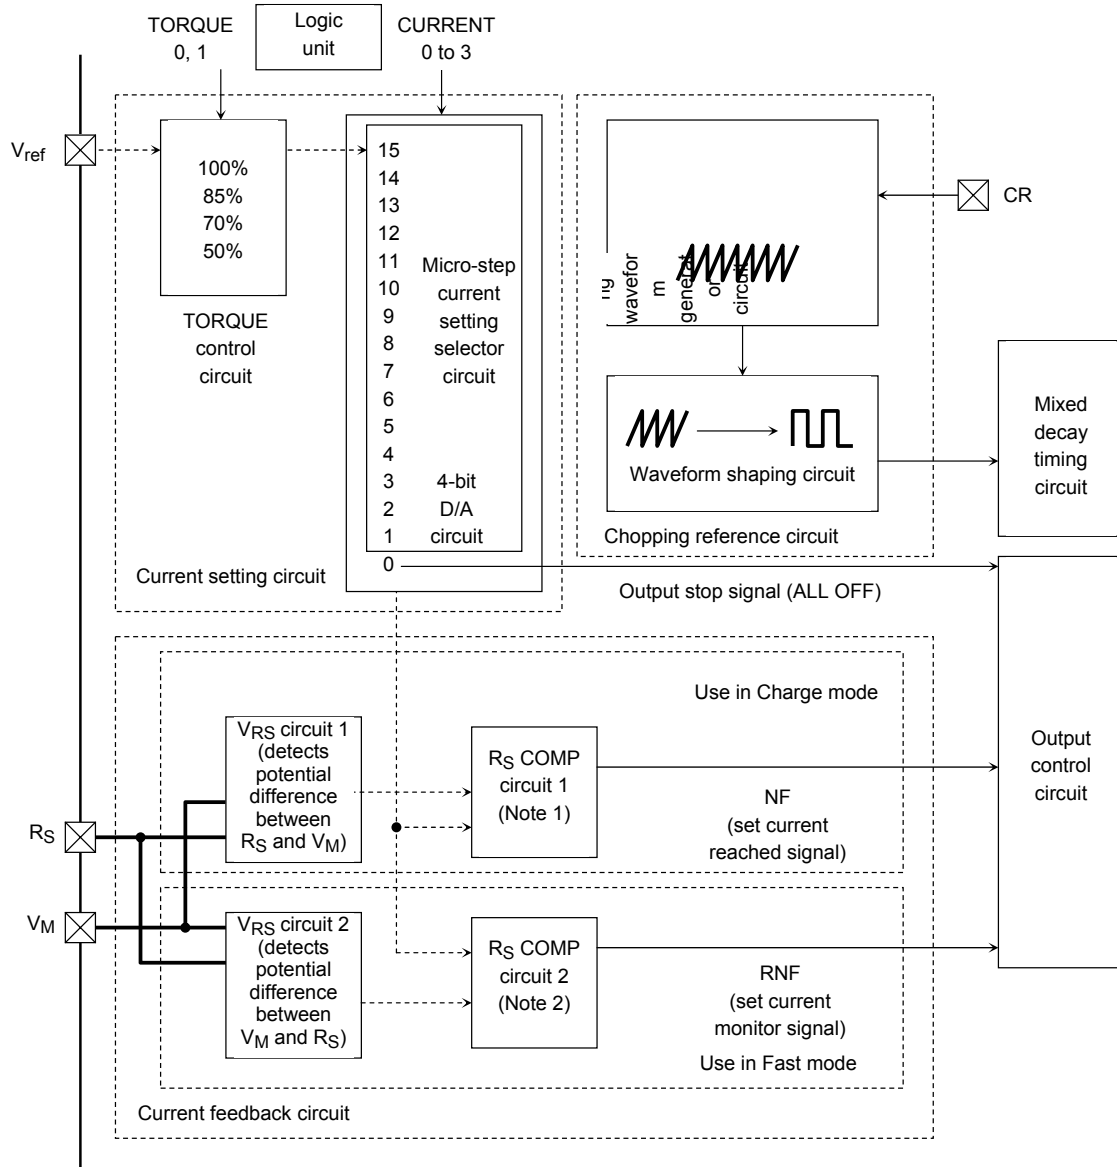 TORQUE
0, 1
Logic
unit
CURRENT
0 to 3
Vref
100%
85%
70%
50%
TORQUE
control
circuit
15
14
13
12
11
10
9
8
7
6
5
4
3
2
1
0
Micro-step
current
setting
selector
circuit
4-bit
D/A
circuit
Current setting circuit
CR
wavefor
m
generat
or
circuit
Waveform shaping circuit
Chopping reference circuit
Mixed
decay
timing
circuit
Output stop signal (ALL OFF)
Use in Charge mode
VRS circuit 1
(detects
potential
difference
between
RS and VM)
RS COMP
circuit 1
(Note 1)
NF
(set current
reached signal)
Output
control
circuit
RS
VM
VRS circuit 2
(detects
potential
difference
between
VM and RS)
RS COMP
circuit 2
(Note 2)
RNF
(set current
monitor signal)
Use in Fast mode
Current feedback circuit